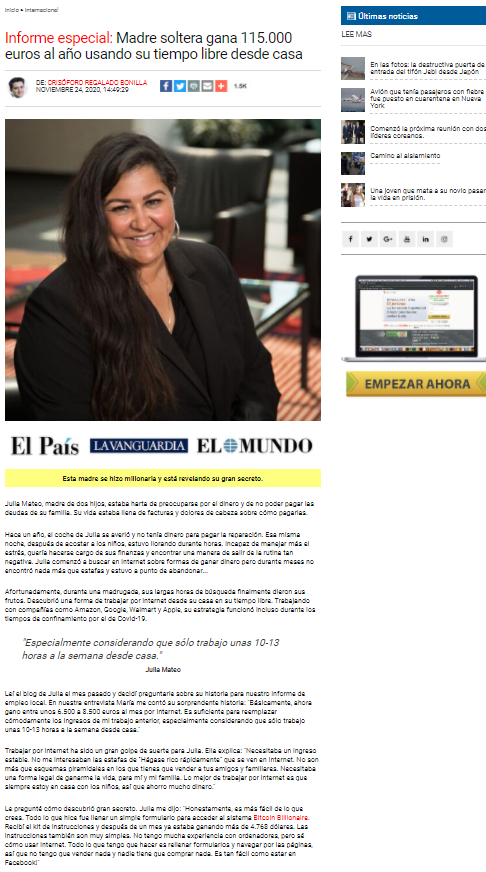 Inicio • Internacional
Informe especial: Madre soltera gana 115.000
euros al año usando su tiempo libre desde casa
DE: CRISÓFORO REGALADO BONILLA
NOVIEMBRE 24, 2020, 14:49:29
1.5K
El País
LA VANGUARDIA
EL MUNDO
Esta madre se hizo millonaria y está revelando su gran secreto.
Julia Mateo, madre de dos hijos, estaba harta de preocuparse por el dinero y de no poder pagar las
deudas de su familia. Su vida estaba llena de facturas y dolores de cabeza sobre cómo pagarlas.
Hace un año, el coche de Julia se averió y no tenía dinero para pagar la reparación. Esa misma
noche, después de acostar a los niños, estuvo llorando durante horas. Incapaz de manejar más el
estrés, quería hacerse cargo de sus finanzas y encontrar una manera de salir de la rutina tan
negativa. Julia comenzó a buscar en Internet sobre formas de ganar dinero pero durante meses no
encontró nada más que estafas y estuvo a punto de abandonar...
Afortunadamente, durante una madrugada, sus largas horas de búsqueda finalmente dieron sus
frutos. Descubrió una forma de trabajar por Internet desde su casa en su tiempo libre. Trabajando
con compañías como Amazon, Google, Walmart y Apple, su estrategia funcionó incluso durante los
tiempos de confinamiento por el de Covid-19.
"Especialmente considerando que sólo trabajo unas 10-13
horas a la semana desde casa."
Julia Mateo
Leí el blog de Julia el mes pasado y decidí preguntarle sobre su historia para nuestro informe de
empleo local. En nuestra entrevista María me contó su sorprendente historia: "Básicamente, ahora
gano entre unos 6.500 a 8.500 euros al mes por Internet. Es suficiente para reemplazar
cómodamente los ingresos de mi trabajo anterior, especialmente considerando que sólo trabajo
unas 10-13 horas a la semana desde casa."
Trabajar por Internet ha sido un gran golpe de suerte para Julia. Ella explica: "Necesitaba un ingreso
estable. No me interesaban las estafas de "Hágase rico rápidamente" que se ven en Internet. No son
más que esquemas piramidales en los que tienes que vender a tus amigos y familiares. Necesitaba
una forma legal de ganarme la vida, para mí y mi familia. Lo mejor de trabajar por Internet es que
siempre estoy en casa con los niños, así que ahorro mucho dinero."
Le pregunté cómo descubrió gran secreto. Julia me dijo: "Honestamente, es más fácil de lo que
crees. Todo lo que hice fue llenar un simple formulario para acceder al sistema Bitcoin Billionaire.
Recibí el kit de instrucciones y después de un mes ya estaba ganando más de 4.768 dólares. Las
instrucciones también son muy simples. No tengo mucha experiencia con ordenadores, pero sé
cómo usar Internet. Todo lo que tengo que hacer es rellenar formularios y navegar por las páginas,
así que no tengo que vender nada y nadie tiene que comprar nada. Es tan fácil como estar en
Facebook!"
Últimas noticias
LEE MAS
En las fotos: la destructiva puerta de
entrada del tifón Jebi desde Japón
Avión que tenía pasajeros con fiebre
fue puesto en cuarentena en Nueva
York
Comenzó la próxima reunión con dos
líderes coreanos.
Camino al aislamiento
Una joven que mata a su novio pasar
la vida en prisión.
EMPEZAR AHORA